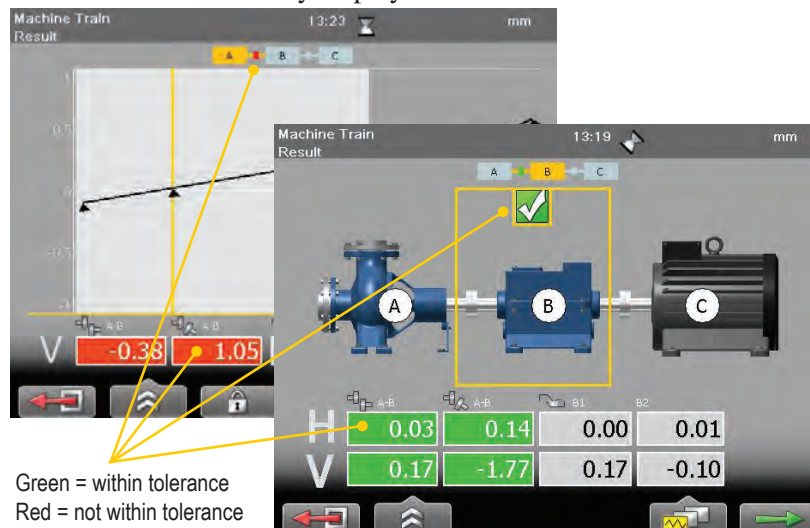 Machine Train 13:23 mm
Result
A B C
1
0.5
0
-0.5
A-B A-B
V -0.38 1.05
Machine Train 13:19 mm
Result
A B C
A B C
A-B A-B B1 B2
H 0.03 0.14 0.00 0.01
V 0.17 -1.77 0.17 -0.10
Green = within tolerance
Red = not within tolerance